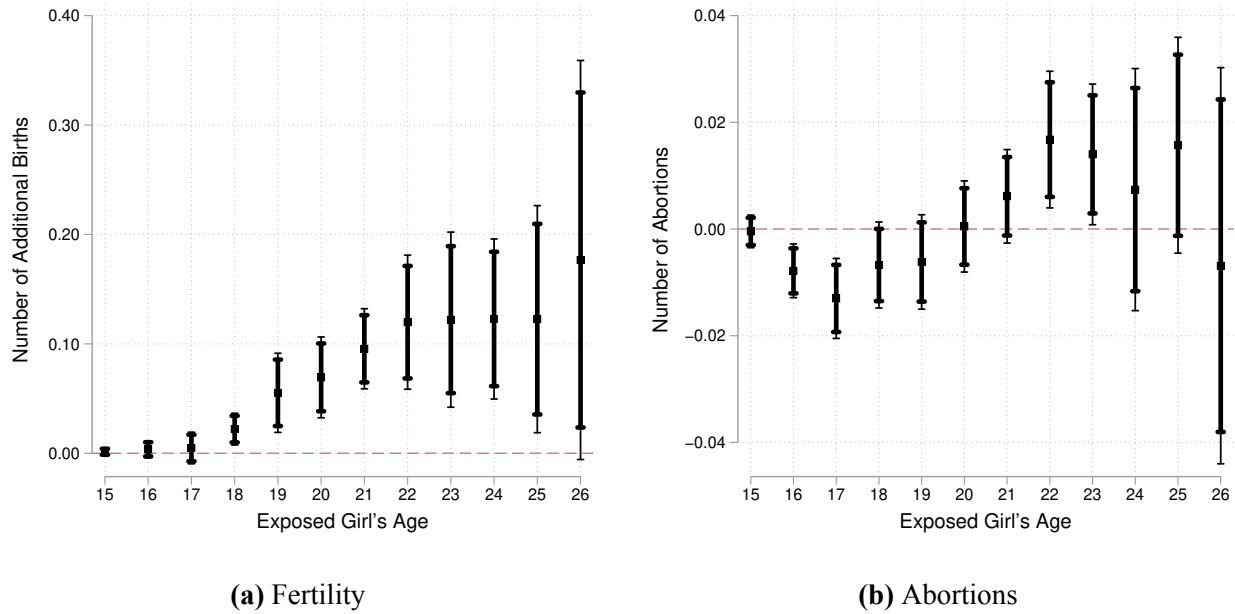 0.40
0.30
0.20
0.10
0.00
Number of Additional Births
15 16 17 18 19 20 21 22 23 24 25 26
Exposed Girl's Age
(a) Fertility
0.04
0.02
0.00
−0.02
−0.04
Number of Abortions
15 16 17 18 19 20 21 22 23 24 25 26
Exposed Girl's Age
(b) Abortions